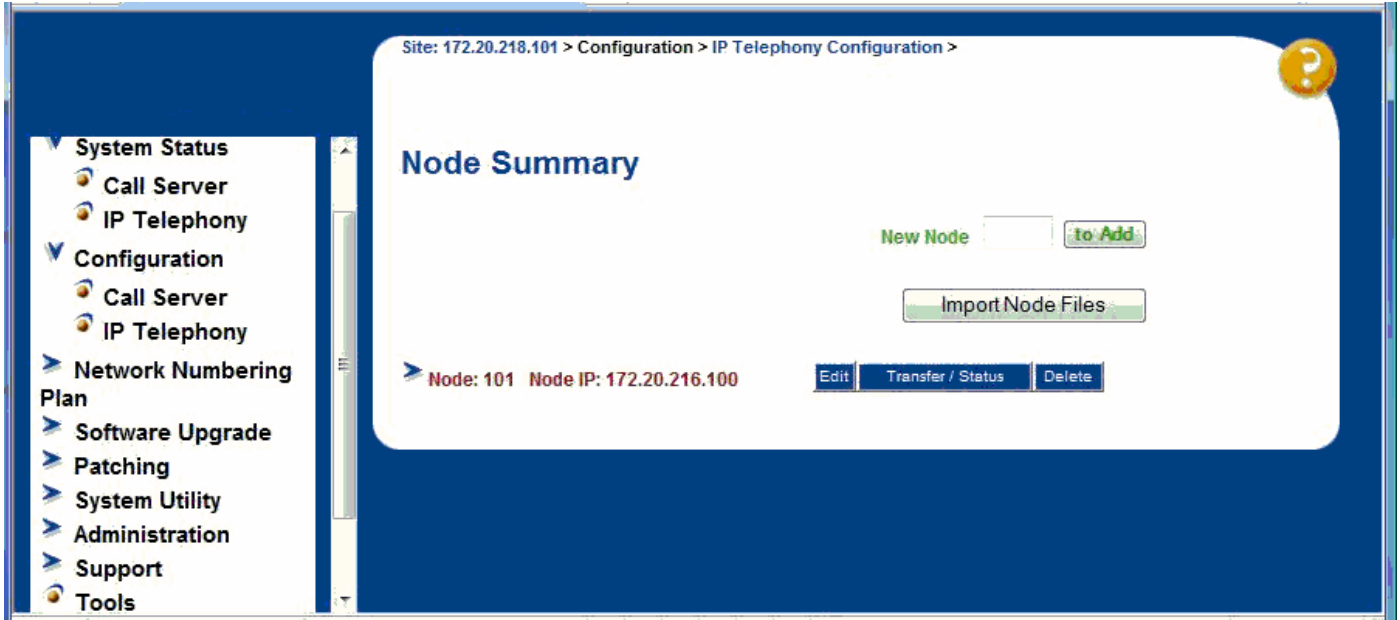 Site: 172.20.218.101 > Configuration > IP Telephony Configuration >
System Status
Call Server
IP Telephony
Configuration
Call Server
IP Telephony
Network Numbering
Plan
Software Upgrade
Patching
System Utility
Administration
Support
Tools
?
Node Summary
New Node to Add
Import Node Files
Node: 101 Node IP: 172.20.216.100 Edit Transfer / Status Delete